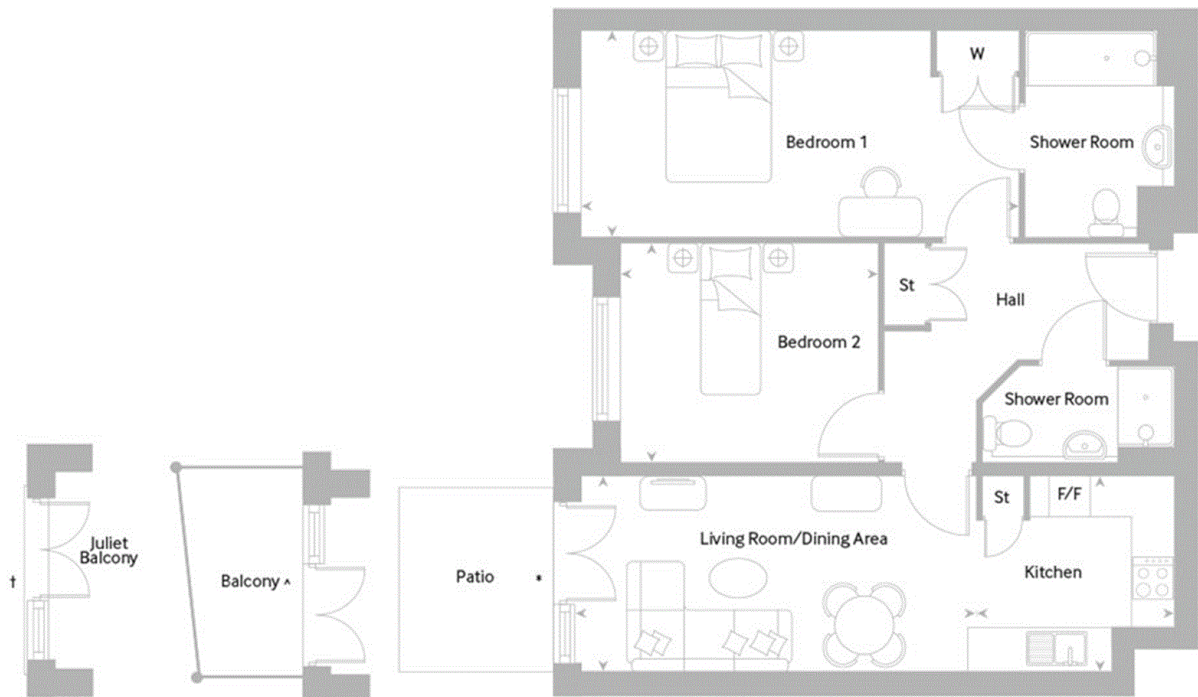 W
Bedroom 1
Shower Room
St
Hall
Bedroom 2
Shower Room
St
F/F
Living Room/Dining Area
Juliet
Balcony
†
Balcony ^
Patio
*
Kitchen